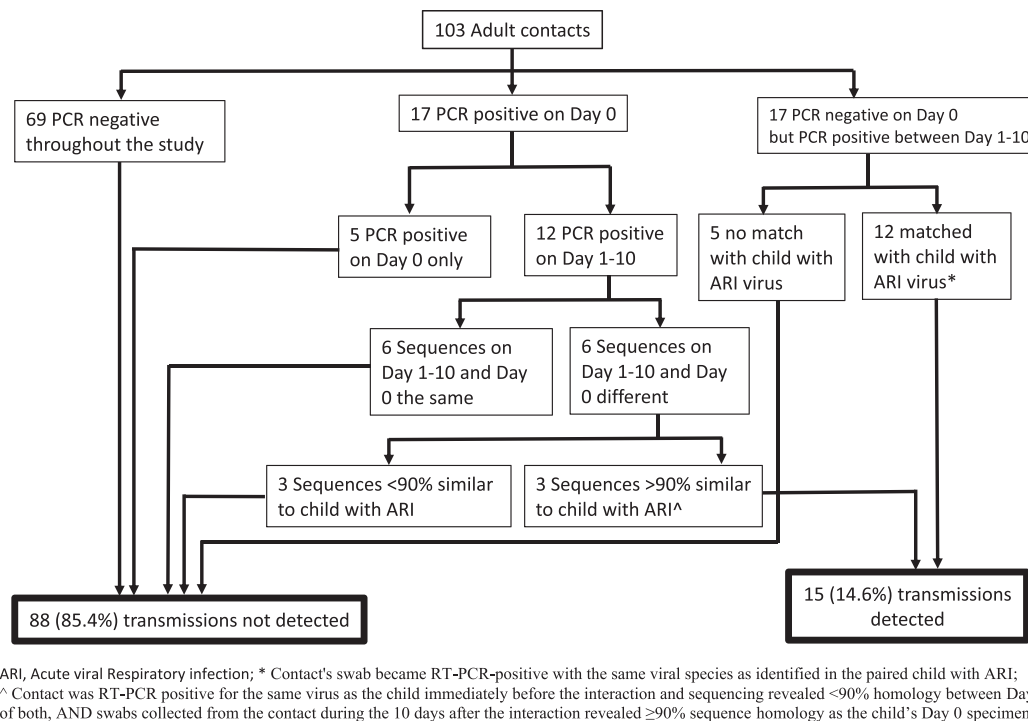 103 Adult contacts
69 PCR negative
throughout the study
17 PCR positive on Day 0
17 PCR negative on Day 0
but PCR positive between Day 1-10
5 PCR positive
on Day 0 only
12 PCR positive
on Day 1-10
5 no match
with child with
ARI virus
12 matched
with child with
ARI virus*
6 Sequences on
Day 1-10 and Day
0 the same
6 Sequences on
Day 1-10 and Day
0 different
3 Sequences <90% similar
to child with ARI
3 Sequences >90% similar
to child with ARI^
88 (85.4%) transmissions not detected
15 (14.6%) transmissions
detected
ARI, Acute viral Respiratory infection; * Contact's swab became RT-PCR-positive with the same viral species as identified in the paired child with ARI;
^ Contact was RT-PCR positive for the same virus as the child immediately before the interaction and sequencing revealed <90% homology between Day
of both, AND swabs collected from the contact during the 10 days after the interaction revealed ≥90% sequence homology as the child's Day 0 specimen